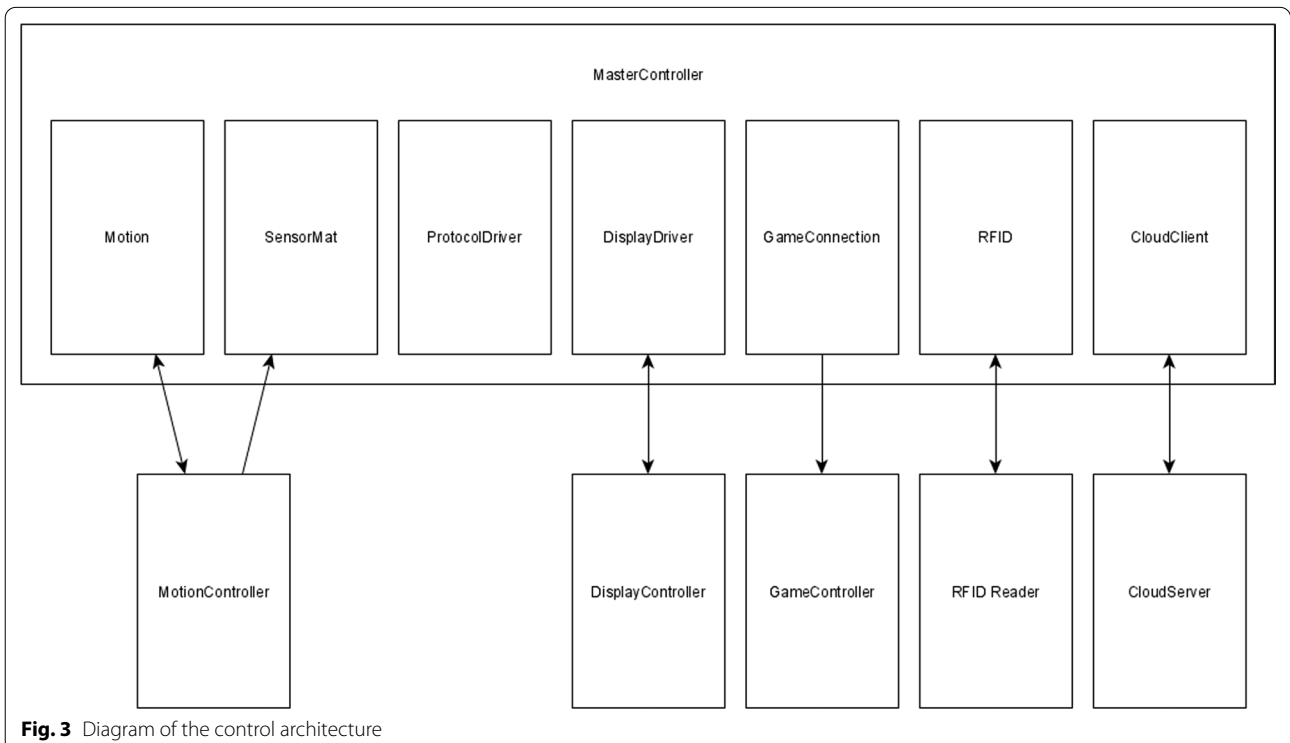 MasterController
Motion
SensorMat
ProtocolDriver
DisplayDriver
GameConnection
RFID
CloudClient
MotionController
DisplayController
GameController
RFID Reader
CloudServer
Fig. 3 Diagram of the control architecture